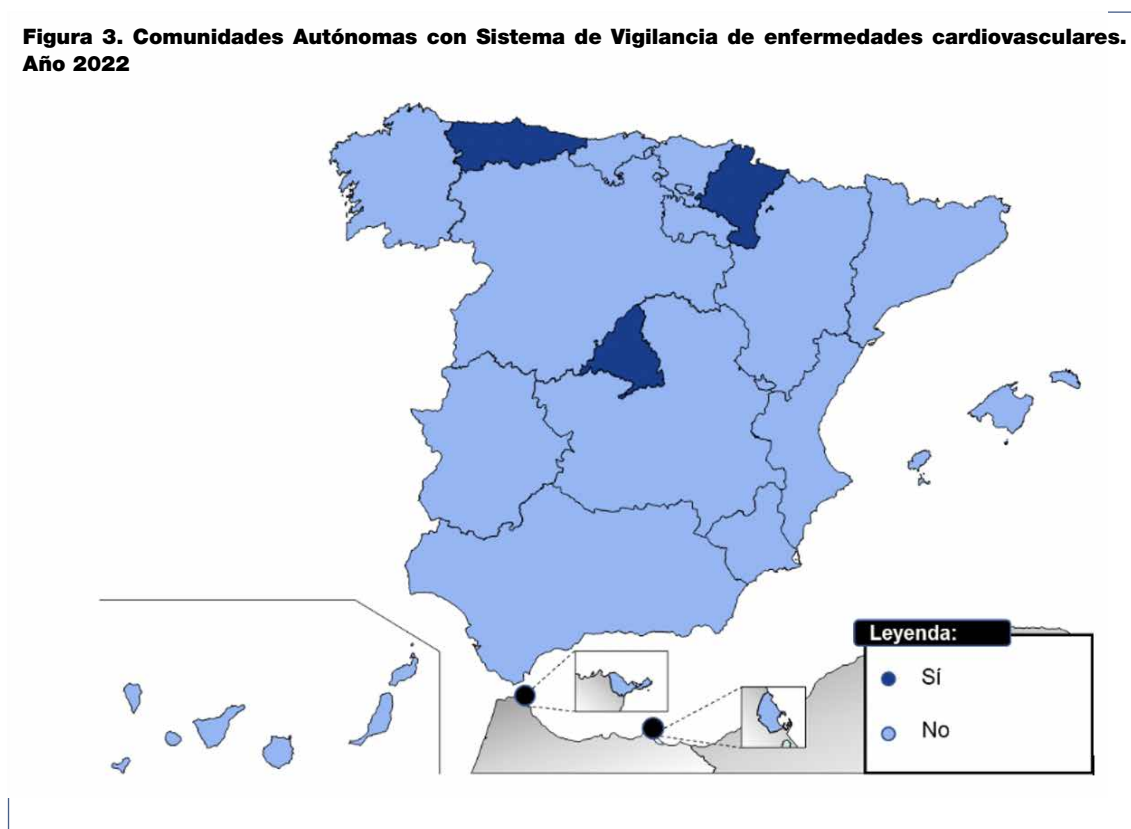 Figura 3. Comunidades Autónomas con Sistema de Vigilancia de enfermedades cardiovasculares.
Año 2022
Leyenda:
Sí
No